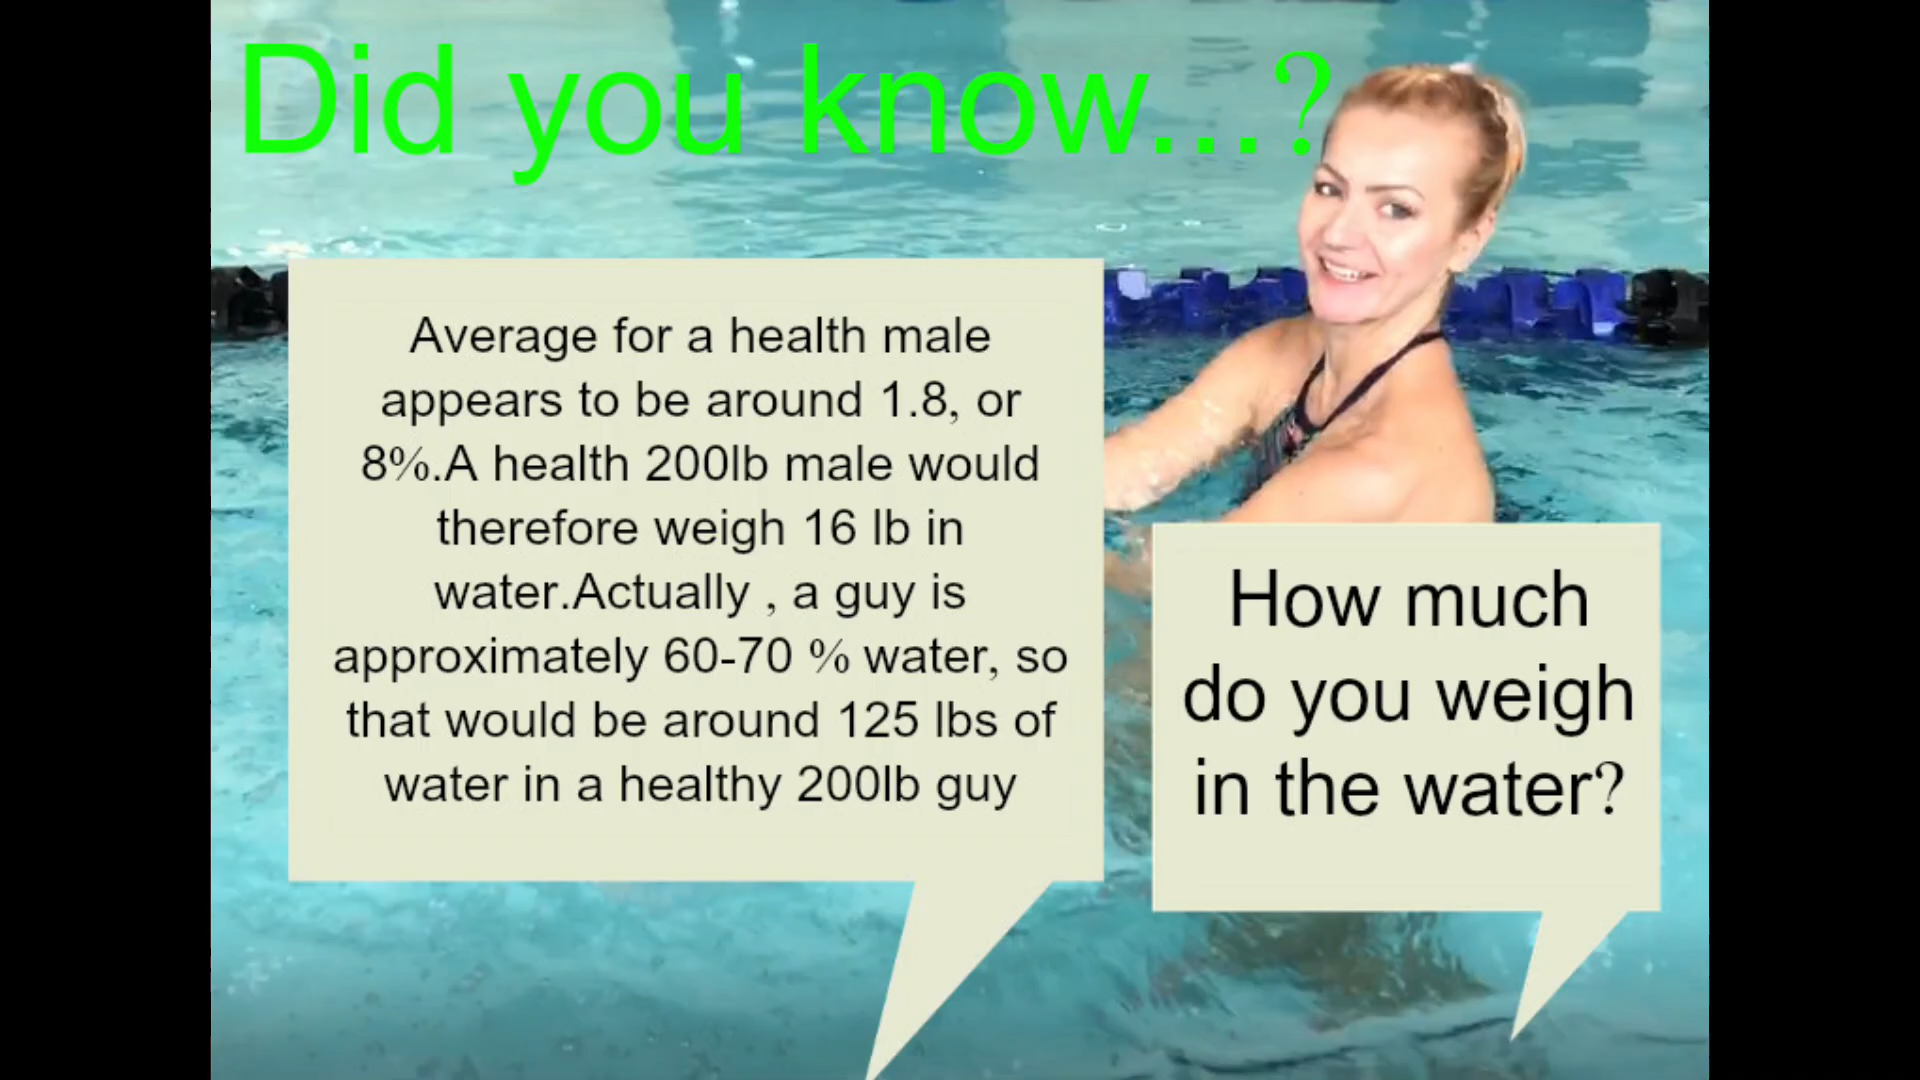 Did you know...?
Average for a health male
appears to be around 1.8, or
8%.A health 200lb male would
therefore weigh 16 lb in
water.Actually , a guy is
approximately 60-70 % water, so
that would be around 125 lbs of
water in a healthy 200lb guy
How much
do you weigh
in the water?